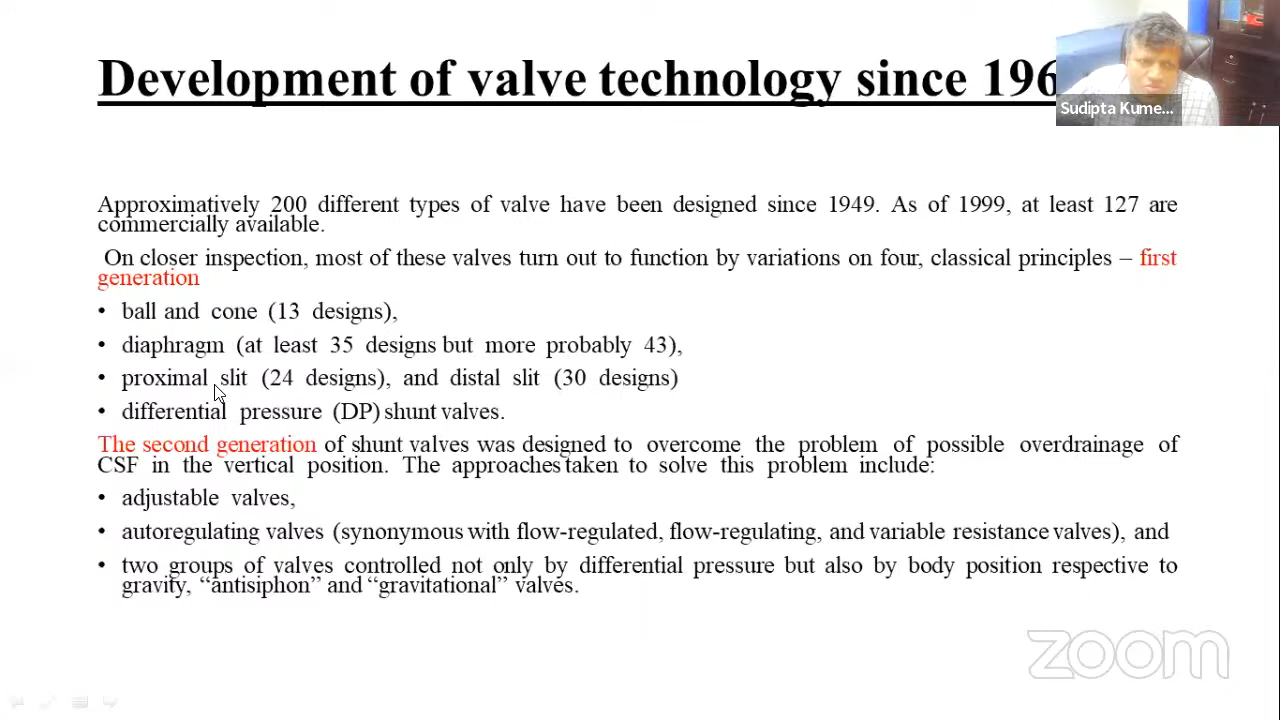 Development of valve technology since 196
Sudipta Kume...
Approximatively 200 different types of valve have been designed since 1949. As of 1999, at least 127 are
commercially available.
On closer inspection, most of these valves turn out to function by variations on four, classical principles – first
generation
• ball and cone (13 designs),
• diaphragm (at least 35 designs but more probably 43),
• proximal slit (24 designs), and distal slit (30 designs)
• differential pressure (DP) shunt valves.
The second generation of shunt valves was designed to overcome the problem of possible overdrainage of
CSF in the vertical position. The approaches taken to solve this problem include:
• adjustable valves,
• autoregulating valves (synonymous with flow-regulated, flow-regulating, and variable resistance valves), and
• two groups of valves controlled not only by differential pressure but also by body position respective to
gravity, “antisiphon” and “gravitational” valves.
zoom